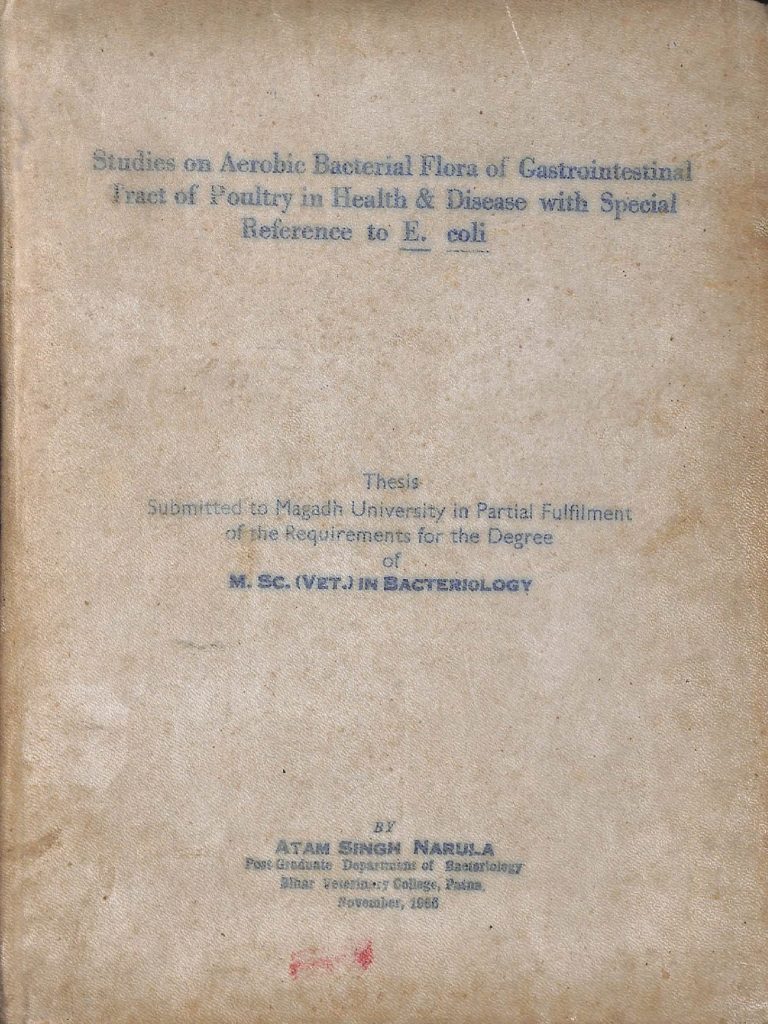 Studies on Aerobic Bacterial Flora of Gastrointestinal
Tract of Poultry in Health & Disease with Special
Reference to E. coli
Thesis
Submitted to Magadh University in Partial Fulfilment
of the Requirements for the Degree
of
M. SC. (VET.) IN BACTERIOLOGY
BY
ATAM SINGH NARULA
Post-Graduate Department of Bacteriology
Bihar Veterinary College, Patna.
November, 1966